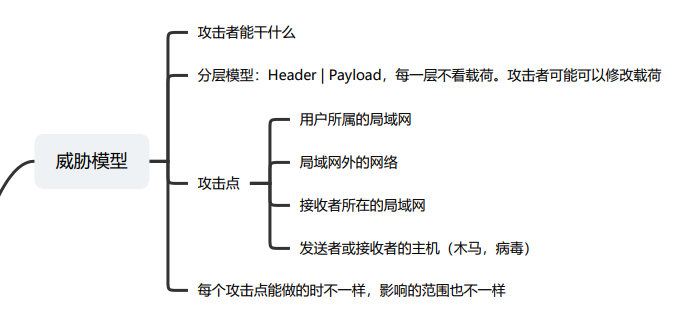 攻击者能干什么
分层模型：Header | Payload，每一层不看载荷。攻击者可能可以修改载荷
威胁模型
攻击点
用户所属的局域网
局域网外的网络
接收者所在的局域网
发送者或接收者的主机（木马，病毒）
每个攻击点能做的时不一样，影响的范围也不一样